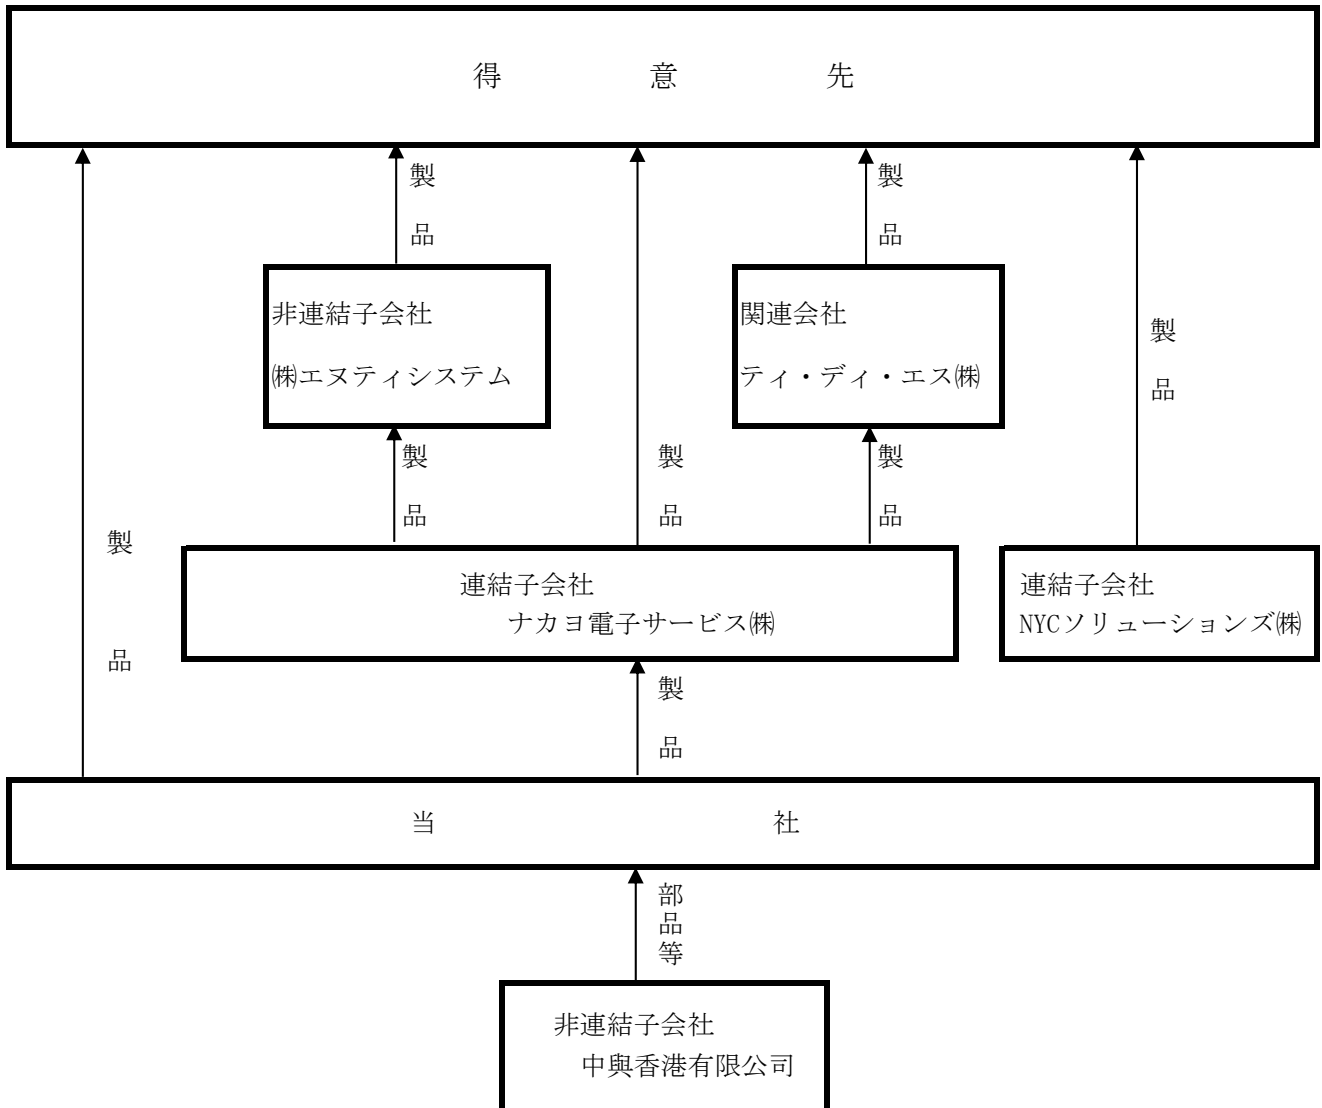 得意先
製品
製品
非連結子会社
㈱エヌティシステム
関連会社
ティ・ディ・エス㈱
製品
製品
製品
製品
製品
連結子会社
ナカヨ電子サービス㈱
連結子会社
NYCソリューションズ㈱
製品
当社
部品等
非連結子会社
中與香港有限公司